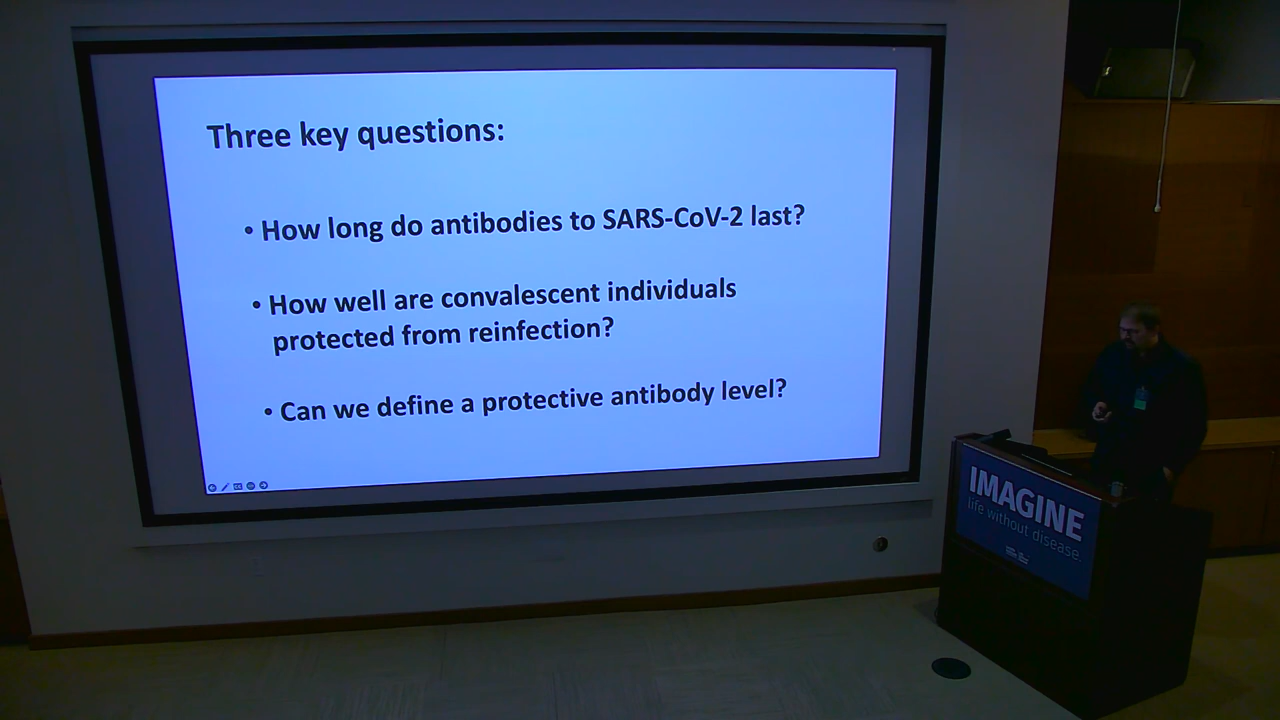 Three key questions:
• How long do antibodies to SARS-CoV-2 last?
• How well are convalescent individuals
protected from reinfection?
• Can we define a protective antibody level?
IMAGINE
life without disease.